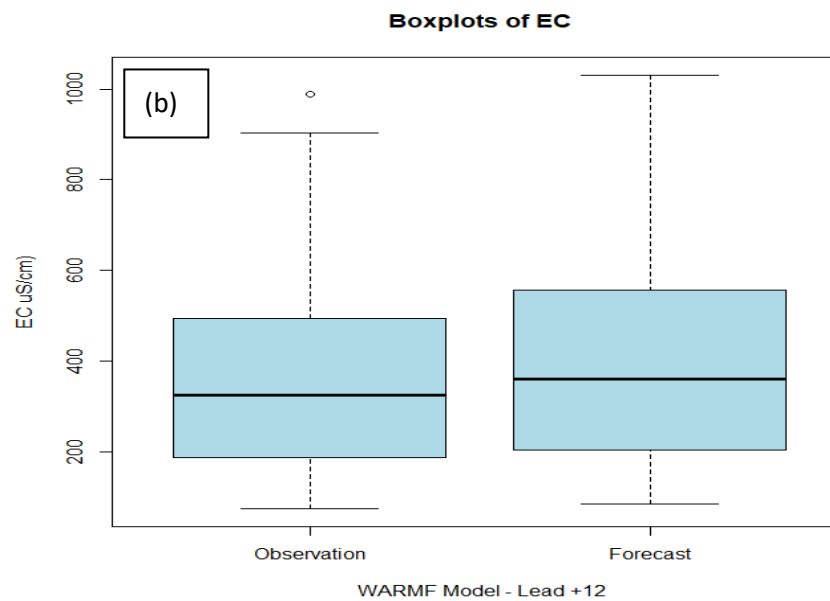 Boxplots of EC
(b)
1000
800
600
400
200
EC uS/cm)
Observation
Forecast
WARMF Model - Lead +12